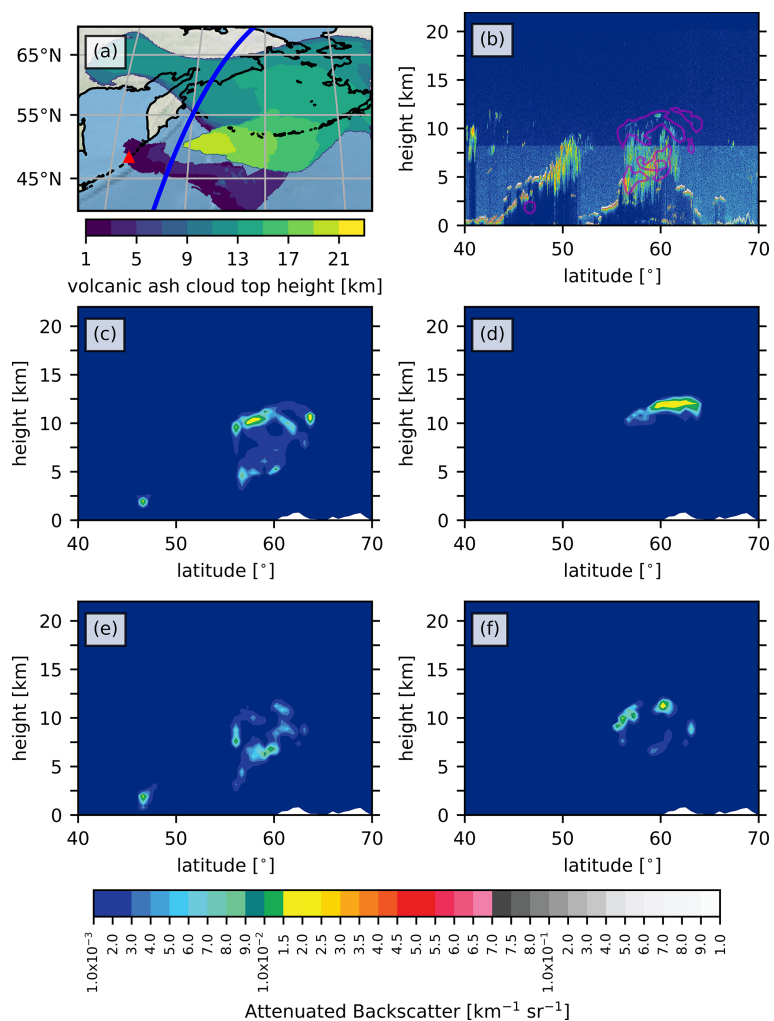 (a)
65°N
55°N
45°N
1 5 9 13 17 21
volcanic ash cloud top height [km]
(b)
20
15
10
5
0
height [km]
40 50 60 70
latitude [°]
(c)
20
15
10
5
0
height [km]
40 50 60 70
latitude [°]
(d)
20
15
10
5
0
height [km]
40 50 60 70
latitude [°]
(e)
20
15
10
5
0
height [km]
40 50 60 70
latitude [°]
(f)
20
15
10
5
0
height [km]
40 50 60 70
latitude [°]
1.0x10⁻³ 2.0 3.0 4.0 5.0 6.0 7.0 8.0 9.0 1.0x10⁻² 1.5 2.0 2.5 3.0 3.5 4.0 4.5 5.0 5.5 6.0 6.5 7.0 7.5 8.0 1.0x10⁻¹ 2.0 3.0 4.0 5.0 6.0 7.0 8.0 9.0 1.0
Attenuated Backscatter [km⁻¹ sr⁻¹]